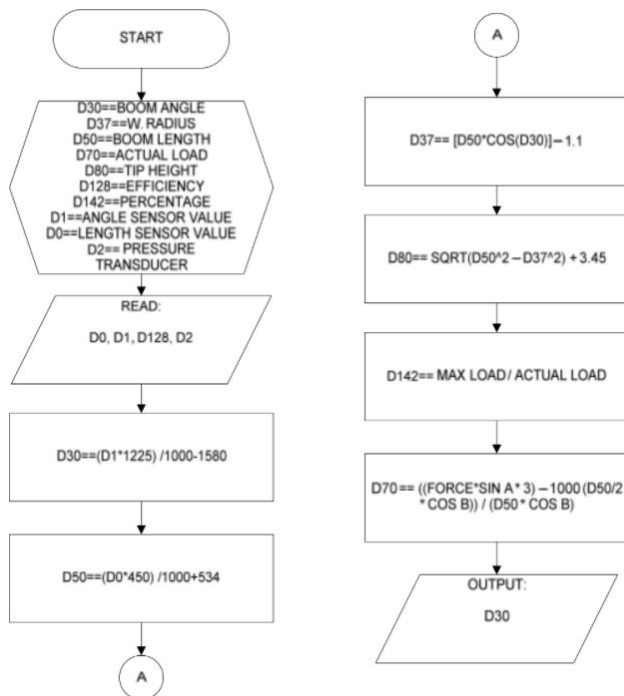 START
D30==BOOM ANGLE
D37==W. RADIUS
D50==BOOM LENGTH
D70==ACTUAL LOAD
D80==TIP HEIGHT
D128==EFFICIENCY
D142==PERCENTAGE
D1==ANGLE SENSOR VALUE
D0==LENGTH SENSOR VALUE
D2== PRESSURE
TRANSDUCER
READ:
D0, D1, D128, D2
D30==(D1*1225) /1000-1580
D50==(D0*450) /1000+534
A
A
D37== [D50*COS(D30)] – 1.1
D80== SQRT(D50^2 – D37^2) + 3.45
D142== MAX LOAD / ACTUAL LOAD
D70 == ((FORCE*SIN A * 3) – 1000 (D50/2
* COS B)) / (D50 * COS B)
OUTPUT:
D30